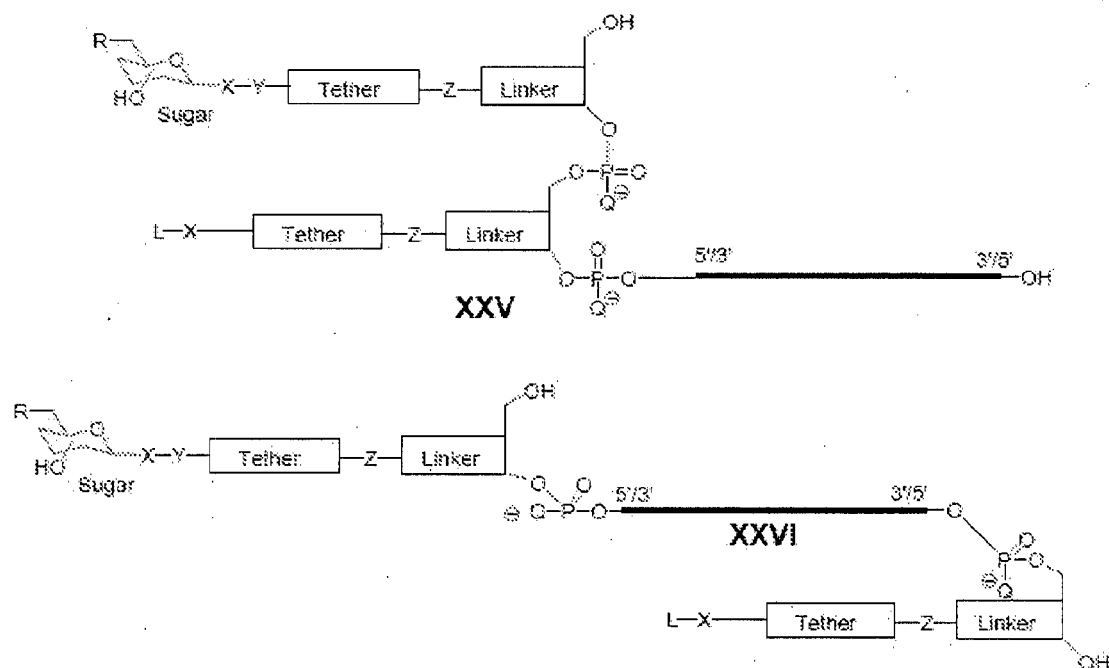 OH
R
O
X-Y
Tether
Z
Linker
HO
Sugar
O
O-P=O
Q⊖
L-X
Tether
Z
Linker
O
O-P-O
Q⊖
5'/3'
3'/5'
OH
XXV
OH
R
O
X-Y
Tether
Z
Linker
HO
Sugar
O
O
⊖ Q-P-O
5'/3'
3'/5'
O
XXVI
O
P-O
⊖Q
L-X
Tether
Z
Linker
OH